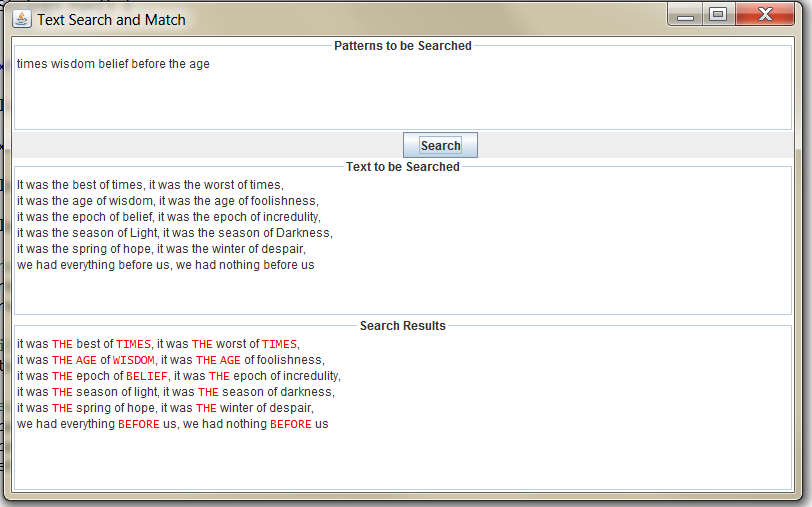 Text Search and Match
Patterns to be Searched
times wisdom belief before the age
Search
Text to be Searched
It was the best of times, it was the worst of times,
it was the age of wisdom, it was the age of foolishness,
it was the epoch of belief, it was the epoch of incredulity,
it was the season of Light, it was the season of Darkness,
it was the spring of hope, it was the winter of despair,
we had everything before us, we had nothing before us
Search Results
it was THE best of TIMES, it was THE worst of TIMES,
it was THE AGE of WISDOM, it was THE AGE of foolishness,
it was THE epoch of BELIEF, it was THE epoch of incredulity,
it was THE season of light, it was THE season of darkness,
it was THE spring of hope, it was THE winter of despair,
we had everything BEFORE us, we had nothing BEFORE us